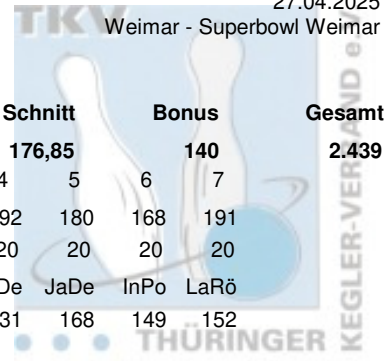 27.04.2025
TKV
Weimar - Superbowl Weimar
Schnitt Bonus Gesamt
176,85 140 2.439
4 5 6 7
92 180 168 191
20 20 20 20
De JaDe InPo LaRö
31 168 149 152
THÜRINGER
KEGLER-VERBAND e.V.